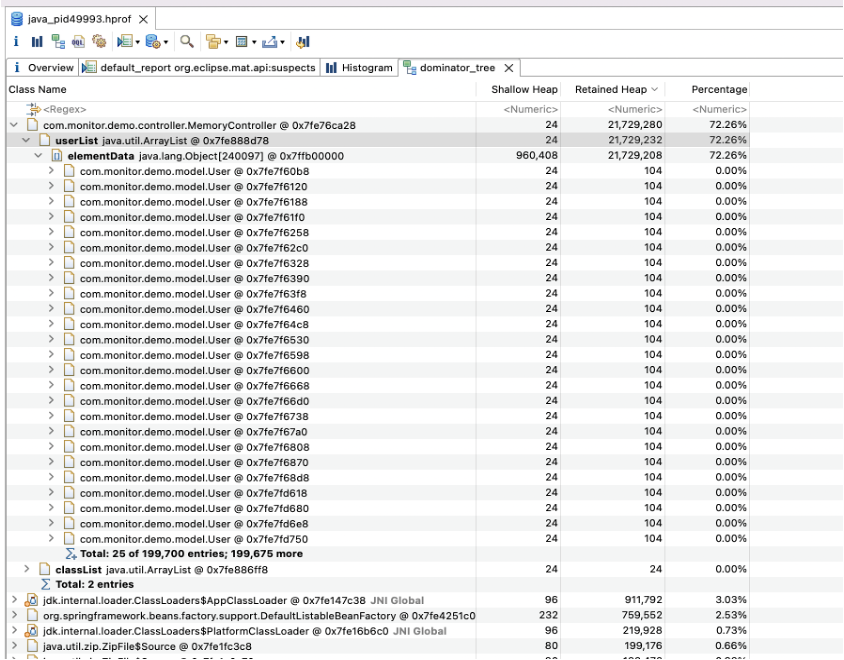 java_pid49993.hprof
Overview default_report org.eclipse.mat.api:suspects Histogram dominator_tree
Class Name Shallow Heap Retained Heap Percentage
<Regex> <Numeric> <Numeric> <Numeric>
com.monitor.demo.controller.MemoryController @ 0x7fe76ca28 24 21,729,280 72.26%
userList java.util.ArrayList @ 0x7fe888d78 24 21,729,232 72.26%
elementData java.lang.Object[240097] @ 0x7ffb00000 960,408 21,729,208 72.26%
com.monitor.demo.model.User @ 0x7fe7f60b8 24 104 0.00%
com.monitor.demo.model.User @ 0x7fe7f6120 24 104 0.00%
com.monitor.demo.model.User @ 0x7fe7f6188 24 104 0.00%
com.monitor.demo.model.User @ 0x7fe7f61f0 24 104 0.00%
com.monitor.demo.model.User @ 0x7fe7f6258 24 104 0.00%
com.monitor.demo.model.User @ 0x7fe7f62c0 24 104 0.00%
com.monitor.demo.model.User @ 0x7fe7f6328 24 104 0.00%
com.monitor.demo.model.User @ 0x7fe7f6390 24 104 0.00%
com.monitor.demo.model.User @ 0x7fe7f63f8 24 104 0.00%
com.monitor.demo.model.User @ 0x7fe7f6460 24 104 0.00%
com.monitor.demo.model.User @ 0x7fe7f64c8 24 104 0.00%
com.monitor.demo.model.User @ 0x7fe7f6530 24 104 0.00%
com.monitor.demo.model.User @ 0x7fe7f6598 24 104 0.00%
com.monitor.demo.model.User @ 0x7fe7f6600 24 104 0.00%
com.monitor.demo.model.User @ 0x7fe7f6668 24 104 0.00%
com.monitor.demo.model.User @ 0x7fe7f66d0 24 104 0.00%
com.monitor.demo.model.User @ 0x7fe7f6738 24 104 0.00%
com.monitor.demo.model.User @ 0x7fe7f67a0 24 104 0.00%
com.monitor.demo.model.User @ 0x7fe7f6808 24 104 0.00%
com.monitor.demo.model.User @ 0x7fe7f6870 24 104 0.00%
com.monitor.demo.model.User @ 0x7fe7f68d8 24 104 0.00%
com.monitor.demo.model.User @ 0x7fe7fd618 24 104 0.00%
com.monitor.demo.model.User @ 0x7fe7fd680 24 104 0.00%
com.monitor.demo.model.User @ 0x7fe7fd6e8 24 104 0.00%
com.monitor.demo.model.User @ 0x7fe7fd750 24 104 0.00%
Total: 25 of 199,700 entries; 199,675 more
classList java.util.ArrayList @ 0x7fe886ff8 24 24 0.00%
Total: 2 entries
jdk.internal.loader.ClassLoaders$AppClassLoader @ 0x7fe147c38 JNI Global 96 911,792 3.03%
org.springframework.beans.factory.support.DefaultListableBeanFactory @ 0x7fe4251c0 232 759,552 2.53%
jdk.internal.loader.ClassLoaders$PlatformClassLoader @ 0x7fe16b6c0 JNI Global 96 219,928 0.73%
java.util.zip.ZipFile$Source @ 0x7fe1fc3c8 80 199,176 0.66%